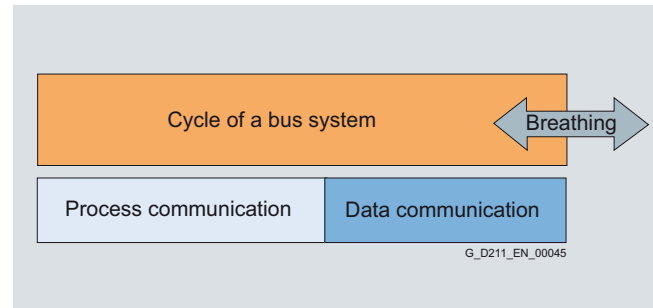 Cycle of a bus system
Breathing
Process communication
Data communication
G_D211_EN_00045